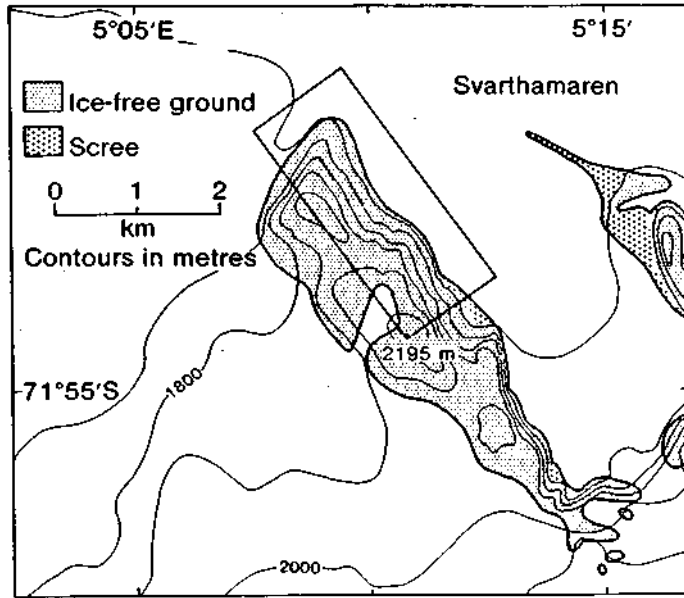 5°05′E
5°15′
Svarthamaren
Ice-free ground
Scree
0 1 2
km
Contours in metres
2195 m
71°55′S
1800
2000